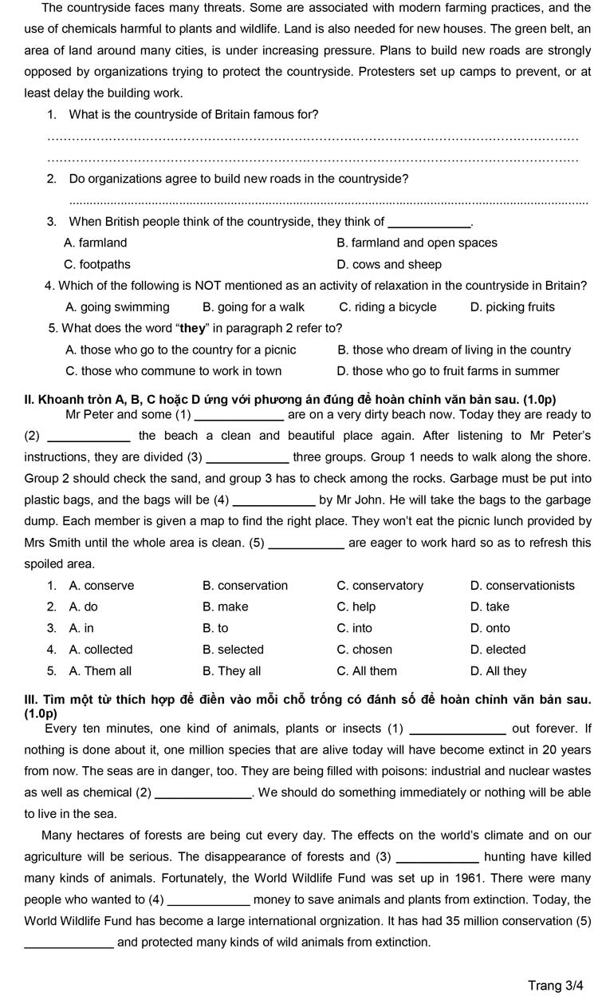 The countryside faces many threats. Some are associated with modern farming practices, and the
use of chemicals harmful to plants and wildlife. Land is also needed for new houses. The green belt, an
area of land around many cities, is under increasing pressure. Plans to build new roads are strongly
opposed by organizations trying to protect the countryside. Protesters set up camps to prevent, or at
least delay the building work.
1. What is the countryside of Britain famous for?
2. Do organizations agree to build new roads in the countryside?
3. When British people think of the countryside, they think of ____________.
A. farmland B. farmland and open spaces
C. footpaths D. cows and sheep
4. Which of the following is NOT mentioned as an activity of relaxation in the countryside in Britain?
A. going swimming B. going for a walk C. riding a bicycle D. picking fruits
5. What does the word “they” in paragraph 2 refer to?
A. those who go to the country for a picnic B. those who dream of living in the country
C. those who commune to work in town D. those who go to fruit farms in summer
II. Khoanh tròn A, B, C hoặc D ứng với phương án đúng để hoàn chỉnh văn bản sau. (1.0p)
Mr Peter and some (1) ____________ are on a very dirty beach now. Today they are ready to
(2) ____________ the beach a clean and beautiful place again. After listening to Mr Peter's
instructions, they are divided (3) ____________ three groups. Group 1 needs to walk along the shore.
Group 2 should check the sand, and group 3 has to check among the rocks. Garbage must be put into
plastic bags, and the bags will be (4) ____________ by Mr John. He will take the bags to the garbage
dump. Each member is given a map to find the right place. They won't eat the picnic lunch provided by
Mrs Smith until the whole area is clean. (5) ____________ are eager to work hard so as to refresh this
spoiled area.
1. A. conserve B. conservation C. conservatory D. conservationists
2. A. do B. make C. help D. take
3. A. in B. to C. into D. onto
4. A. collected B. selected C. chosen D. elected
5. A. Them all B. They all C. All them D. All they
III. Tìm một từ thích hợp để điền vào mỗi chỗ trống có đánh số để hoàn chỉnh văn bản sau.
(1.0p)
Every ten minutes, one kind of animals, plants or insects (1) ____________ out forever. If
nothing is done about it, one million species that are alive today will have become extinct in 20 years
from now. The seas are in danger, too. They are being filled with poisons: industrial and nuclear wastes
as well as chemical (2) ____________. We should do something immediately or nothing will be able
to live in the sea.
Many hectares of forests are being cut every day. The effects on the world's climate and on our
agriculture will be serious. The disappearance of forests and (3) ____________ hunting have killed
many kinds of animals. Fortunately, the World Wildlife Fund was set up in 1961. There were many
people who wanted to (4) ____________ money to save animals and plants from extinction. Today, the
World Wildlife Fund has become a large international orgnization. It has had 35 million conservation (5)
____________ and protected many kinds of wild animals from extinction.
Trang 3/4